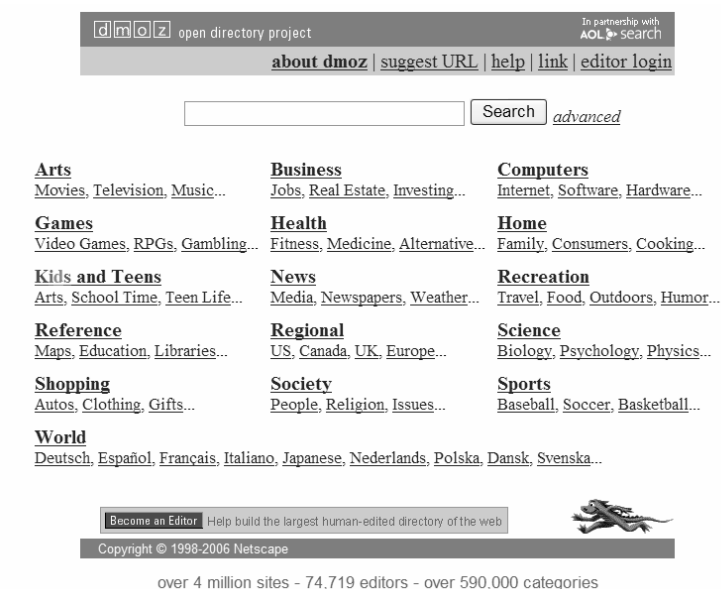 dmoz open directory project
In partnership with
AOL search
about dmoz | suggest URL | help | link | editor login
Search advanced
Arts
Movies, Television, Music...
Business
Jobs, Real Estate, Investing...
Computers
Internet, Software, Hardware...
Games
Video Games, RPGs, Gambling...
Health
Fitness, Medicine, Alternative...
Home
Family, Consumers, Cooking...
Kids and Teens
Arts, School Time, Teen Life...
News
Media, Newspapers, Weather...
Recreation
Travel, Food, Outdoors, Humor...
Reference
Maps, Education, Libraries...
Regional
US, Canada, UK, Europe...
Science
Biology, Psychology, Physics...
Shopping
Autos, Clothing, Gifts...
Society
People, Religion, Issues...
Sports
Baseball, Soccer, Basketball...
World
Deutsch, Español, Français, Italiano, Japanese, Nederlands, Polska, Dansk, Svenska...
Become an Editor Help build the largest human-edited directory of the web
Copyright © 1998-2006 Netscape
over 4 million sites - 74,719 editors - over 590,000 categories